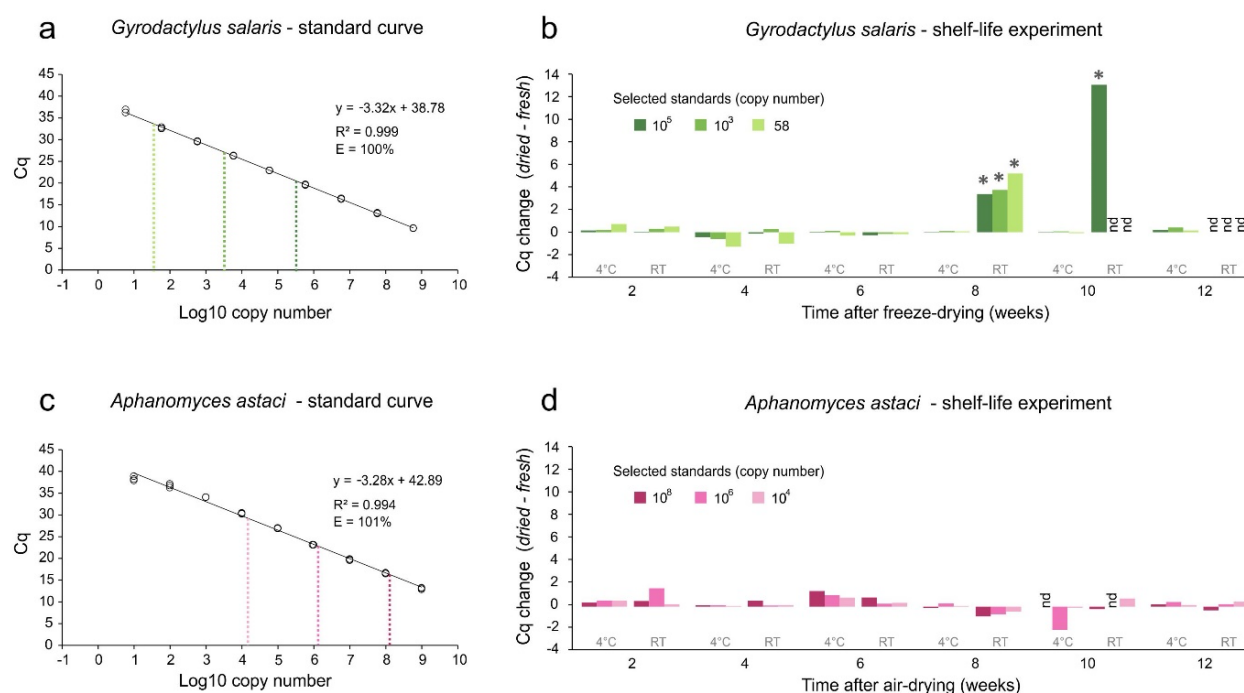 a
Gyrodactylus salaris - standard curve
45
40
35
30
25
20
15
10
5
0
Cq
y = -3.32x + 38.78
R² = 0.999
E = 100%
-1 0 1 2 3 4 5 6 7 8 9 10
Log10 copy number
b
Gyrodactylus salaris - shelf-life experiment
14
12
10
8
6
4
2
0
-2
-4
Cq change (dried - fresh)
Selected standards (copy number)
10⁵ 10³ 58
* * * *
nd nd nd nd nd
4°C RT 4°C RT 4°C RT 4°C RT 4°C RT 4°C RT
2 4 6 8 10 12
Time after freeze-drying (weeks)
c
Aphanomyces astaci - standard curve
45
40
35
30
25
20
15
10
5
0
Cq
y = -3.28x + 42.89
R² = 0.994
E = 101%
-1 0 1 2 3 4 5 6 7 8 9 10
Log10 copy number
d
Aphanomyces astaci - shelf-life experiment
14
12
10
8
6
4
2
0
-2
-4
Cq change (dried - fresh)
Selected standards (copy number)
10⁸ 10⁶ 10⁴
nd nd
4°C RT 4°C RT 4°C RT 4°C RT 4°C RT 4°C RT
2 4 6 8 10 12
Time after air-drying (weeks)